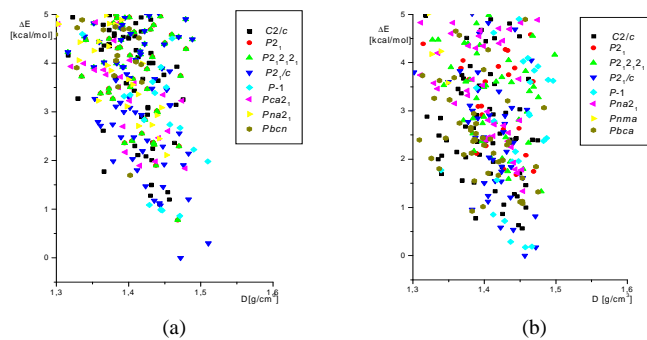 ΔE
[kcal/mol]
5
4
3
2
1
0
1,3
1,4
1,5
1,6
D[g/cm³]
C2/c
P2₁
P2₁2₁2₁
P2₁/c
P-1
Pca2₁
Pna2₁
Pbcn
(a)
ΔE
[kcal/mol]
5
4
3
2
1
0
1,3
1,4
1,5
1,6
D [g/cm³]
C2/c
P2₁
P2₁2₁2₁
P2₁/c
P-1
Pna2₁
Pnma
Pbca
(b)